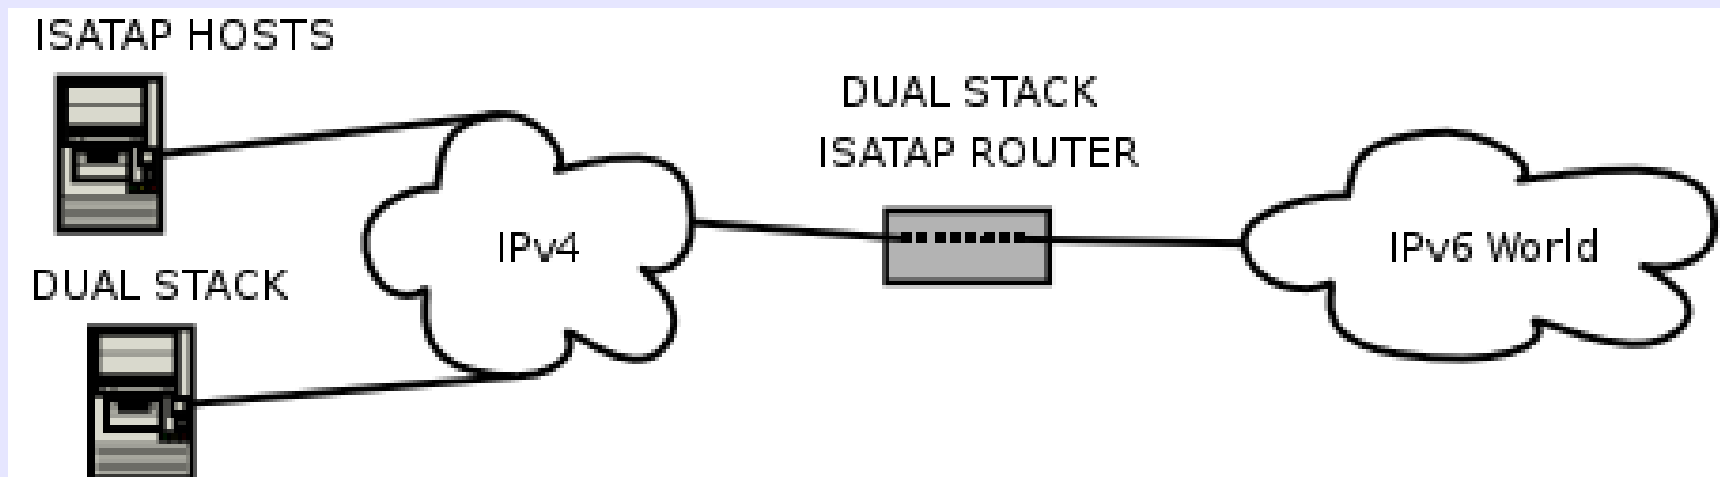 ISATAP HOSTS
DUAL STACK
ISATAP ROUTER
IPv4
IPv6 World
DUAL STACK